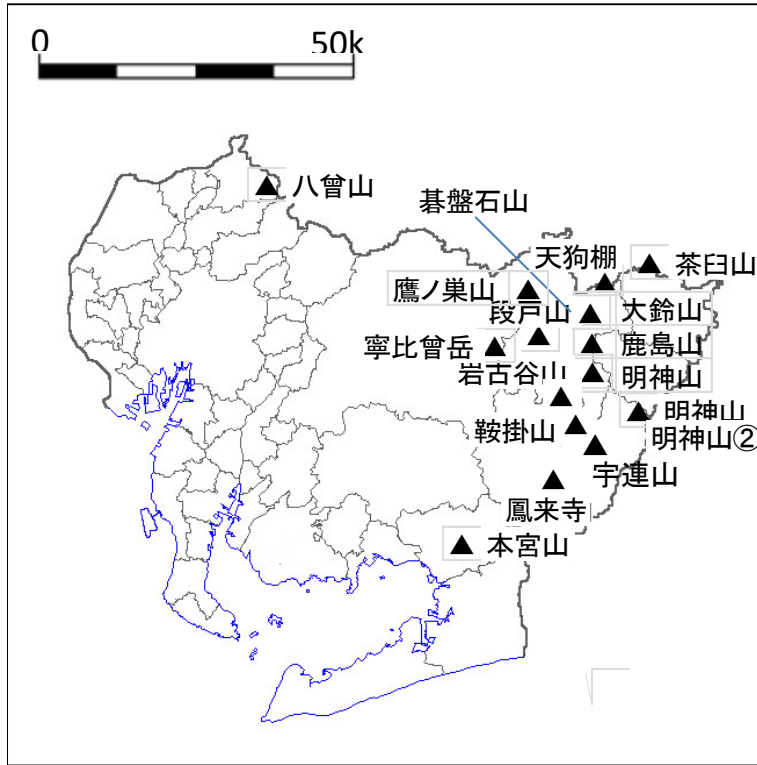 0 50k
八曾山
碁盤石山
天狗棚
茶臼山
鷹ノ巣山
段戸山
大鈴山
寧比曾岳
鹿島山
岩古谷山
明神山
明神山
鞍掛山
明神山②
宇連山
鳳来寺
本宮山